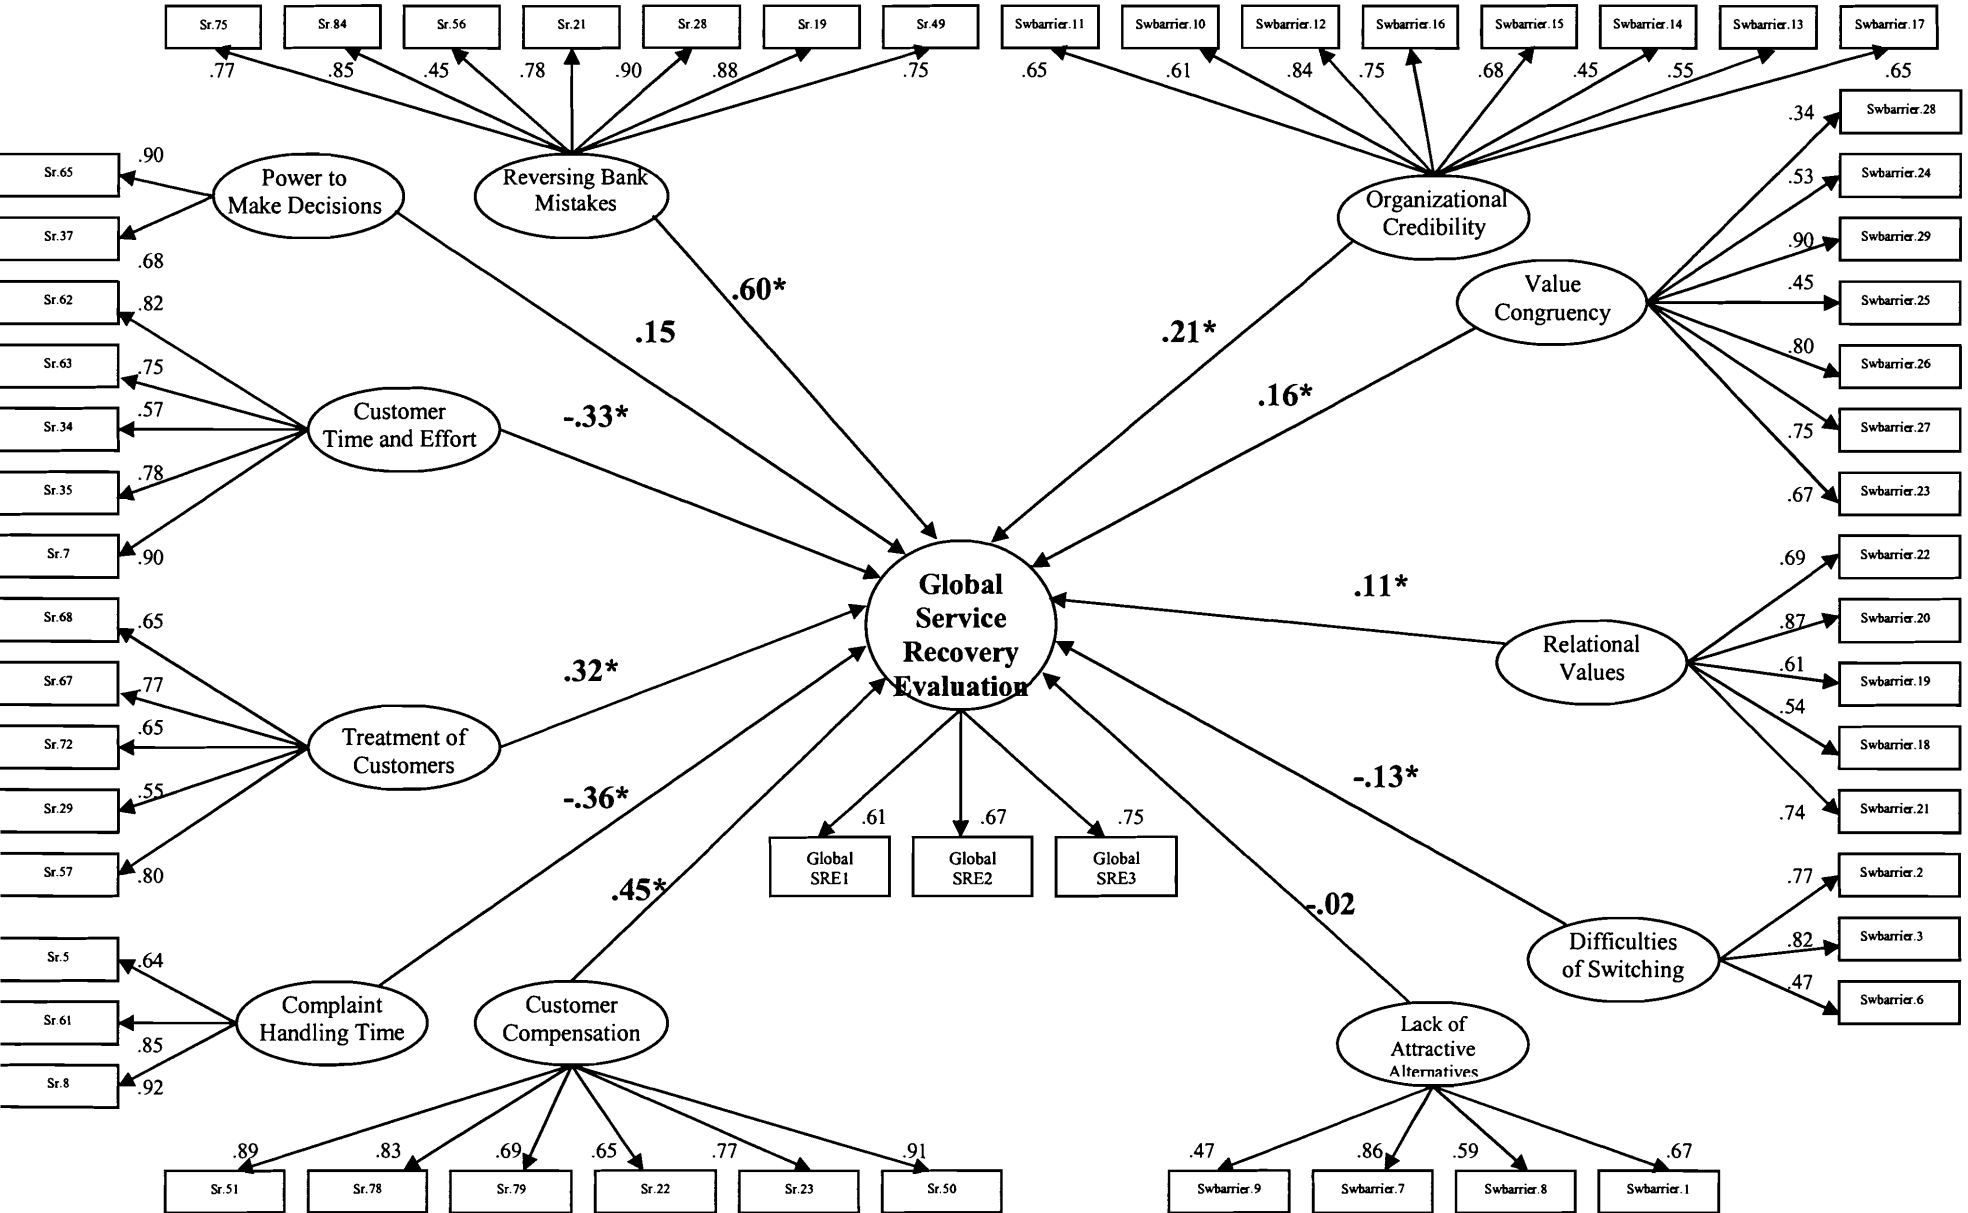 Sr.75 Sr.84 Sr.56 Sr.21 Sr.28 Sr.19 Sr.49 Swbarrier.11 Swbarrier.10 Swbarrier.12 Swbarrier.16 Swbarrier.15 Swbarrier.14 Swbarrier.13 Swbarrier.17
.77 .85 .45 .78 .90 .88 .75 .65 .61 .84 .75 .68 .45 .55 .65
Sr.65
.90
Sr.37
.68
Power to
Make Decisions
.15
Reversing Bank
Mistakes
.60*
Organizational
Credibility
.21*
Value
Congruency
.16*
.34 Swbarrier.28
.53 Swbarrier.24
.90 Swbarrier.29
.45 Swbarrier.25
.80 Swbarrier.26
.75 Swbarrier.27
.67 Swbarrier.23
Sr.62 .82
Sr.63 .75
Sr.34 .57
Sr.35 .78
Sr.7 .90
Customer
Time and Effort
-.33*
Global
Service
Recovery
Evaluation
.61 .67 .75
Global
SRE1
Global
SRE2
Global
SRE3
.11*
Relational
Values
.69 Swbarrier.22
.87 Swbarrier.20
.61 Swbarrier.19
.54 Swbarrier.18
.74 Swbarrier.21
Sr.68 .65
Sr.67 .77
Sr.72 .65
Sr.29 .55
Sr.57 .80
Treatment of
Customers
.32*
-.13*
Difficulties
of Switching
.77 Swbarrier.2
.82 Swbarrier.3
.47 Swbarrier.6
Sr.5 .64
Sr.61 .85
Sr.8 .92
Complaint
Handling Time
-.36*
Customer
Compensation
.45*
.89 .83 .69 .65 .77 .91
Sr.51 Sr.78 Sr.79 Sr.22 Sr.23 Sr.50
-.02
Lack of
Attractive
Alternatives
.47 .86 .59 .67
Swbarrier.9 Swbarrier.7 Swbarrier.8 Swbarrier.1